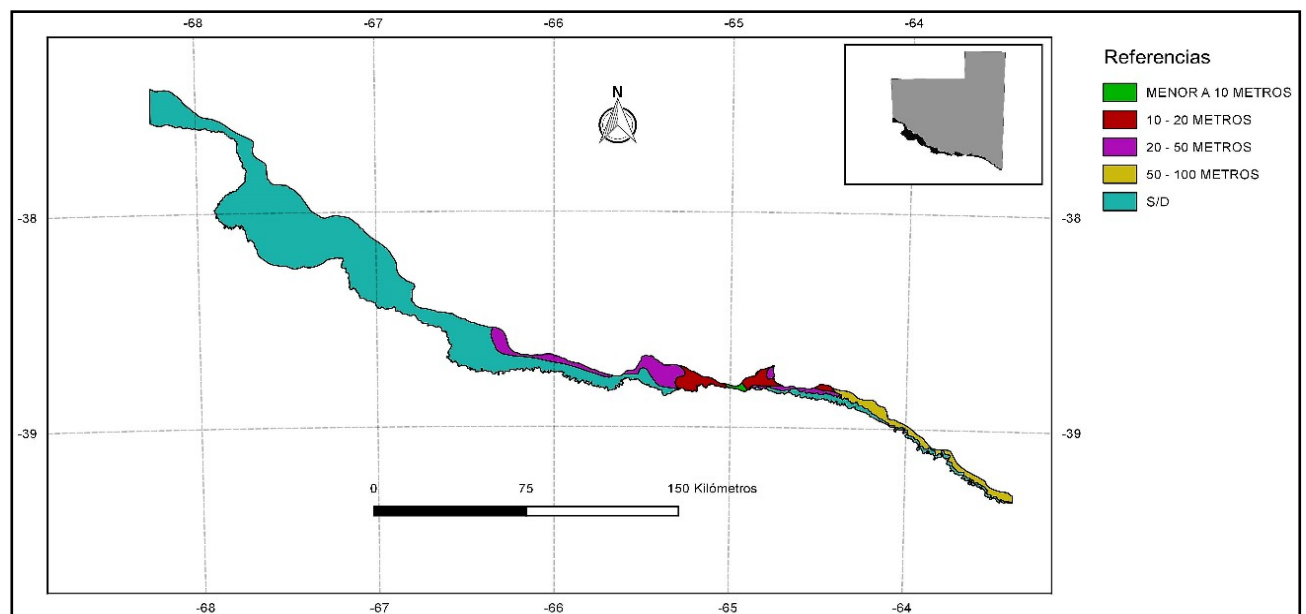 -68 -67 -66 -65 -64
N
-38 -38
-39 -39
0 75 150 Kilómetros
-68 -67 -66 -65 -64
Referencias
MENOR A 10 METROS
10 - 20 METROS
20 - 50 METROS
50 - 100 METROS
S/D